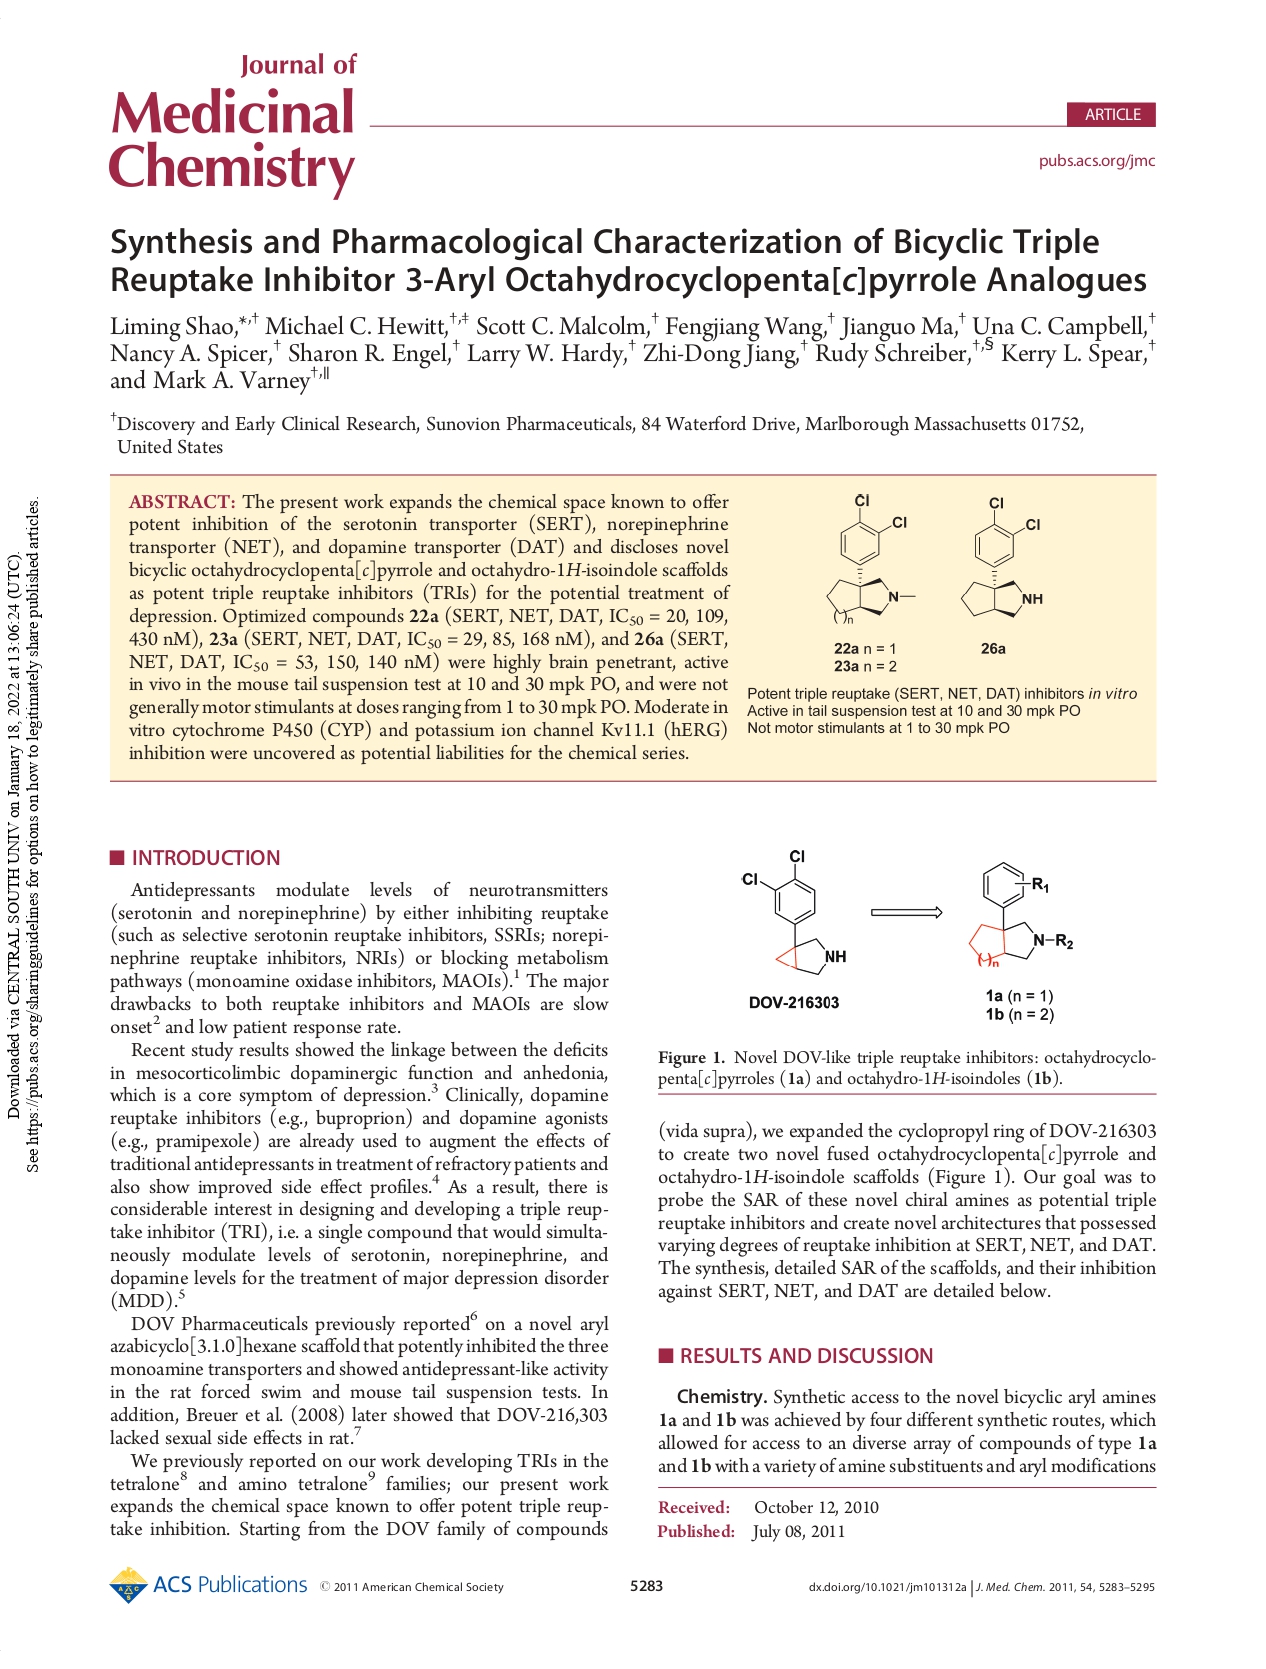 Journal of
Medicinal
Chemistry
ARTICLE
pubs.acs.org/jmc
Synthesis and Pharmacological Characterization of Bicyclic Triple
Reuptake Inhibitor 3-Aryl Octahydrocyclopenta[c]pyrrole Analogues
Liming Shao,*,† Michael C. Hewitt,†,‡ Scott C. Malcolm,† Fengjiang Wang,† Jianguo Ma,† Una C. Campbell,†
Nancy A. Spicer,† Sharon R. Engel,† Larry W. Hardy,† Zhi-Dong Jiang,† Rudy Schreiber,†,§ Kerry L. Spear,†
and Mark A. Varney†,∥
†Discovery and Early Clinical Research, Sunovion Pharmaceuticals, 84 Waterford Drive, Marlborough Massachusetts 01752,
United States
ABSTRACT: The present work expands the chemical space known to offer
potent inhibition of the serotonin transporter (SERT), norepinephrine
transporter (NET), and dopamine transporter (DAT) and discloses novel
bicyclic octahydrocyclopenta[c]pyrrole and octahydro-1H-isoindole scaffolds
as potent triple reuptake inhibitors (TRIs) for the potential treatment of
depression. Optimized compounds 22a (SERT, NET, DAT, IC50 = 20, 109,
430 nM), 23a (SERT, NET, DAT, IC50 = 29, 85, 168 nM), and 26a (SERT,
NET, DAT, IC50 = 53, 150, 140 nM) were highly brain penetrant, active
in vivo in the mouse tail suspension test at 10 and 30 mpk PO, and were not
generally motor stimulants at doses ranging from 1 to 30 mpk PO. Moderate in
vitro cytochrome P450 (CYP) and potassium ion channel Kv11.1 (hERG)
inhibition were uncovered as potential liabilities for the chemical series.
Cl
Cl
N
( )n
22a n = 1
23a n = 2
Cl
Cl
NH
26a
Potent triple reuptake (SERT, NET, DAT) inhibitors in vitro
Active in tail suspension test at 10 and 30 mpk PO
Not motor stimulants at 1 to 30 mpk PO
■ INTRODUCTION
Antidepressants modulate levels of neurotransmitters
(serotonin and norepinephrine) by either inhibiting reuptake
(such as selective serotonin reuptake inhibitors, SSRIs; norepi-
nephrine reuptake inhibitors, NRIs) or blocking metabolism
pathways (monoamine oxidase inhibitors, MAOIs).1 The major
drawbacks to both reuptake inhibitors and MAOIs are slow
onset2 and low patient response rate.
Recent study results showed the linkage between the deficits
in mesocorticolimbic dopaminergic function and anhedonia,
which is a core symptom of depression.3 Clinically, dopamine
reuptake inhibitors (e.g., buproprion) and dopamine agonists
(e.g., pramipexole) are already used to augment the effects of
traditional antidepressants in treatment of refractory patients and
also show improved side effect profiles.4 As a result, there is
considerable interest in designing and developing a triple reup-
take inhibitor (TRI), i.e. a single compound that would simulta-
neously modulate levels of serotonin, norepinephrine, and
dopamine levels for the treatment of major depression disorder
(MDD).5
DOV Pharmaceuticals previously reported6 on a novel aryl
azabicyclo[3.1.0]hexane scaffold that potently inhibited the three
monoamine transporters and showed antidepressant-like activity
in the rat forced swim and mouse tail suspension tests. In
addition, Breuer et al. (2008) later showed that DOV-216,303
lacked sexual side effects in rat.7
We previously reported on our work developing TRIs in the
tetralone8 and amino tetralone9 families; our present work
expands the chemical space known to offer potent triple reup-
take inhibition. Starting from the DOV family of compounds
Cl
Cl
NH
DOV-216303
R1
N-R2
( )n
1a (n = 1)
1b (n = 2)
Figure 1. Novel DOV-like triple reuptake inhibitors: octahydrocyclo-
penta[c]pyrroles (1a) and octahydro-1H-isoindoles (1b).
(vida supra), we expanded the cyclopropyl ring of DOV-216303
to create two novel fused octahydrocyclopenta[c]pyrrole and
octahydro-1H-isoindole scaffolds (Figure 1). Our goal was to
probe the SAR of these novel chiral amines as potential triple
reuptake inhibitors and create novel architectures that possessed
varying degrees of reuptake inhibition at SERT, NET, and DAT.
The synthesis, detailed SAR of the scaffolds, and their inhibition
against SERT, NET, and DAT are detailed below.
■ RESULTS AND DISCUSSION
Chemistry. Synthetic access to the novel bicyclic aryl amines
1a and 1b was achieved by four different synthetic routes, which
allowed for access to an diverse array of compounds of type 1a
and 1b with a variety of amine substituents and aryl modifications
Received: October 12, 2010
Published: July 08, 2011
ACS Publications © 2011 American Chemical Society
5283
dx.doi.org/10.1021/jm101312a | J. Med. Chem. 2011, 54, 5283–5295
Downloaded via CENTRAL SOUTH UNIV on January 18, 2022 at 13:06:24 (UTC).
See https://pubs.acs.org/sharingguidelines for options on how to legitimately share published articles.